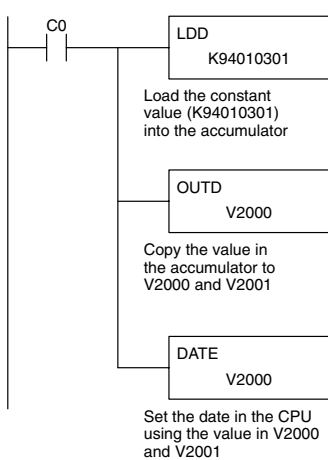 C0
LDD
K94010301
Load the constant
value (K94010301)
into the accumulator
OUTD
V2000
Copy the value in
the accumulator to
V2000 and V2001
DATE
V2000
Set the date in the CPU
using the value in V2000
and V2001